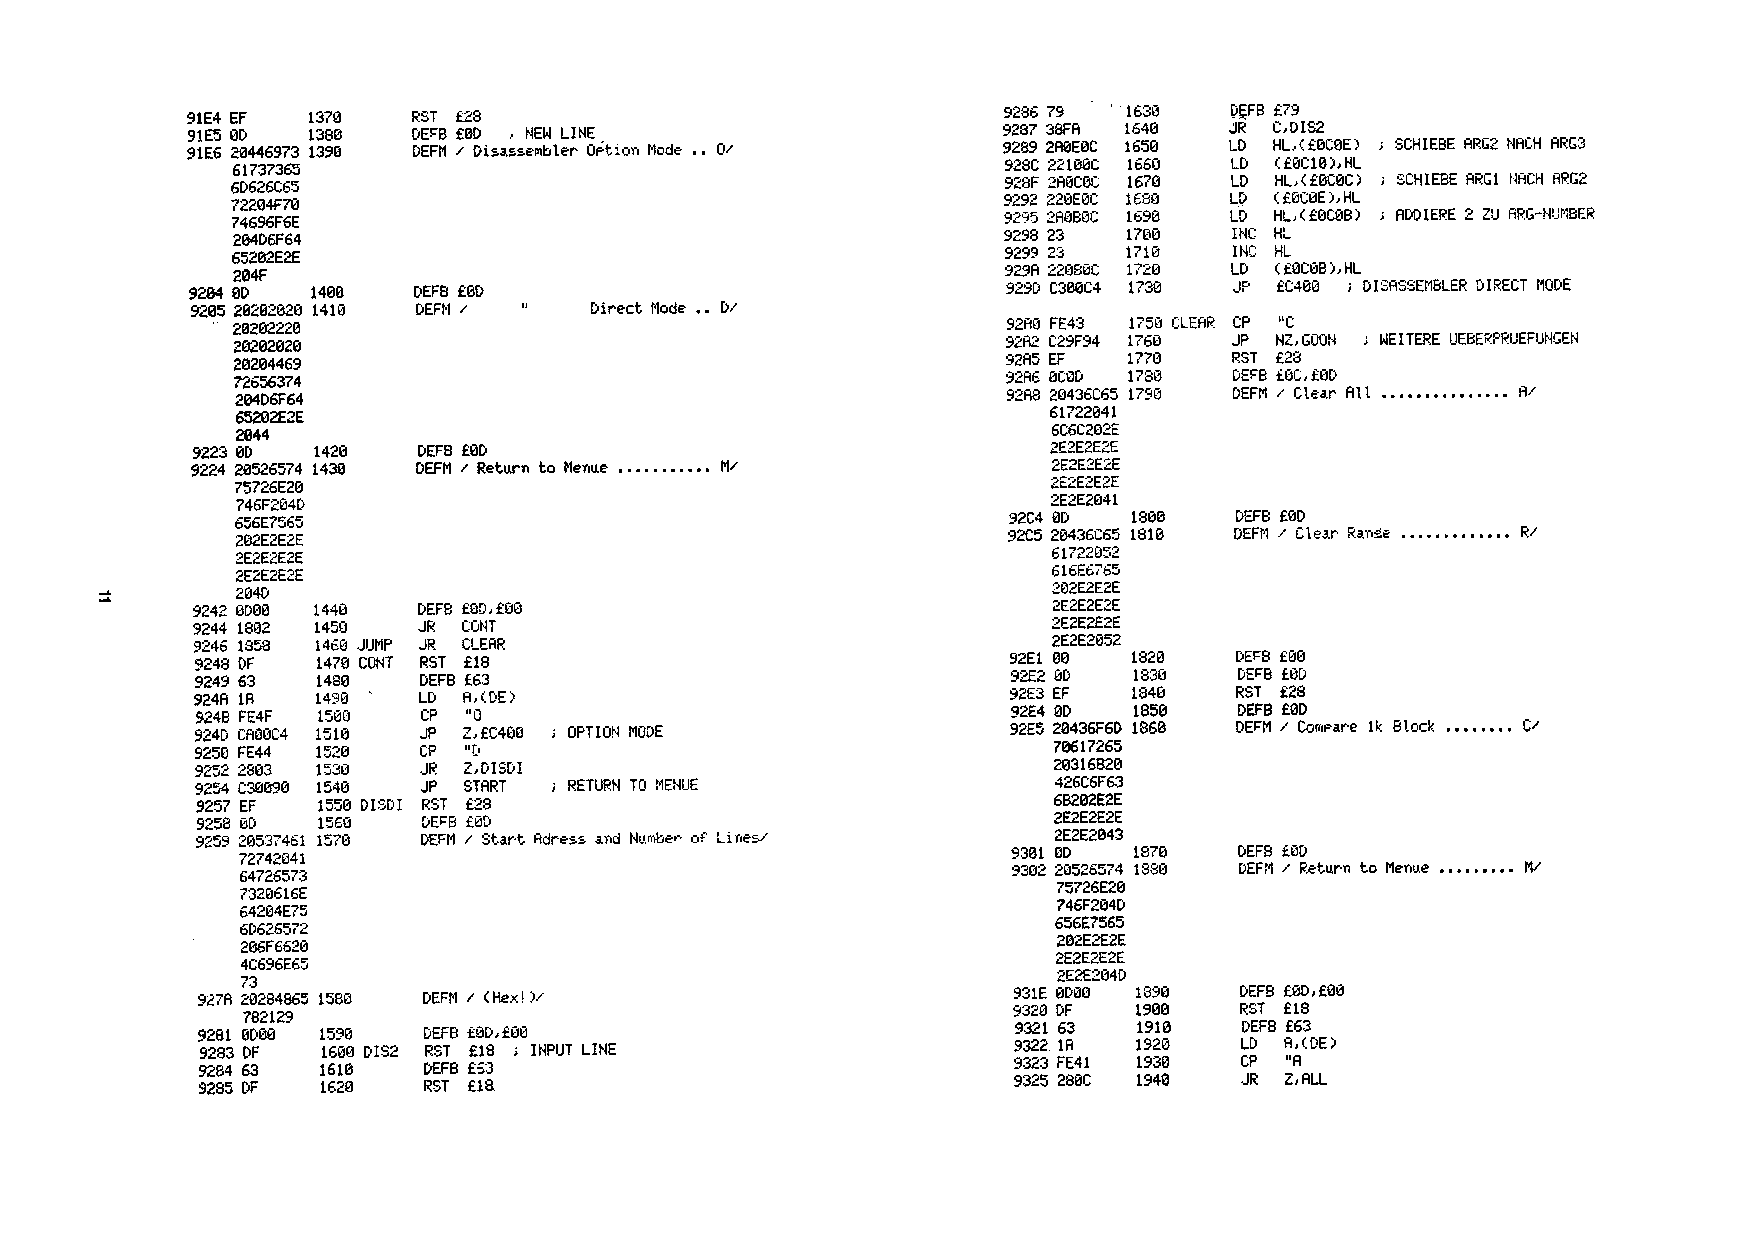 91E4 EF 1370 RST £28
91E5 0D 1380 DEFB £0D ; NEW LINE
91E6 20446973 1390 DEFM / Disassembler Option Mode .. O/
61737365
6D626C65
72204F70
74696F6E
204D6F64
65202E2E
204F
9204 0D 1400 DEFB £0D
9205 20202020 1410 DEFM / " Direct Mode .. D/
20202220
20202020
20204469
72656374
204D6F64
65202E2E
2044
9223 0D 1420 DEFB £0D
9224 20526574 1430 DEFM / Return to Menue ........... M/
75726E20
746F204D
656E7565
202E2E2E
2E2E2E2E
2E2E2E2E
204D
9242 0D00 1440 DEFB £0D,£00
9244 1802 1450 JR CONT
9246 1858 1460 JUMP JR CLEAR
9248 DF 1470 CONT RST £18
9249 63 1480 DEFB £63
924A 1A 1490 LD A,(DE)
924B FE4F 1500 CP "O
924D CA00C4 1510 JP Z,£C400 ; OPTION MODE
9250 FE44 1520 CP "D
9252 2803 1530 JR Z,DISDI
9254 C30090 1540 JP START ; RETURN TO MENUE
9257 EF 1550 DISDI RST £28
9258 0D 1560 DEFB £0D
9259 20537461 1570 DEFM / Start Adress and Number of Lines/
72742041
64726573
7320616E
64204E75
6D626572
206F6620
4C696E65
73
927A 20284865 1580 DEFM / (Hex!)/
782129
9281 0D00 1590 DEFB £0D,£00
9283 DF 1600 DIS2 RST £18 ; INPUT LINE
9284 63 1610 DEFB £63
9285 DF 1620 RST £18
11
9286 79 1630 DEFB £79
9287 38FA 1640 JR C,DIS2
9289 2A0E0C 1650 LD HL,(£0C0E) ; SCHIEBE ARG2 NACH ARG3
928C 22100C 1660 LD (£0C10),HL
928F 2A0C0C 1670 LD HL,(£0C0C) ; SCHIEBE ARG1 NACH ARG2
9292 220E0C 1680 LD (£0C0E),HL
9295 2A0B0C 1690 LD HL,(£0C0B) ; ADDIERE 2 ZU ARG-NUMBER
9298 23 1700 INC HL
9299 23 1710 INC HL
929A 220B0C 1720 LD (£0C0B),HL
929D C300C4 1730 JP £C400 ; DISASSEMBLER DIRECT MODE
92A0 FE43 1750 CLEAR CP "C
92A2 C29F94 1760 JP NZ,GOON ; WEITERE UEBERPRUEFUNGEN
92A5 EF 1770 RST £28
92A6 0C0D 1780 DEFB £0C,£0D
92A8 20436C65 1790 DEFM / Clear All ............... A/
61722041
6C6C202E
2E2E2E2E
2E2E2E2E
2E2E2E2E
2E2E2041
92C4 0D 1800 DEFB £0D
92C5 20436C65 1810 DEFM / Clear Range ............. R/
61722052
616E6765
202E2E2E
2E2E2E2E
2E2E2E2E
2E2E2052
92E1 00 1820 DEFB £00
92E2 0D 1830 DEFB £0D
92E3 EF 1840 RST £28
92E4 0D 1850 DEFB £0D
92E5 20436F6D 1860 DEFM / Compare 1k Block ........ C/
70617265
20316B20
426C6F63
6B202E2E
2E2E2E2E
2E2E2043
9301 0D 1870 DEFB £0D
9302 20526574 1880 DEFM / Return to Menue ......... M/
75726E20
746F204D
656E7565
202E2E2E
2E2E2E2E
2E2E204D
931E 0D00 1890 DEFB £0D,£00
9320 DF 1900 RST £18
9321 63 1910 DEFB £63
9322 1A 1920 LD A,(DE)
9323 FE41 1930 CP "A
9325 280C 1940 JR Z,ALL